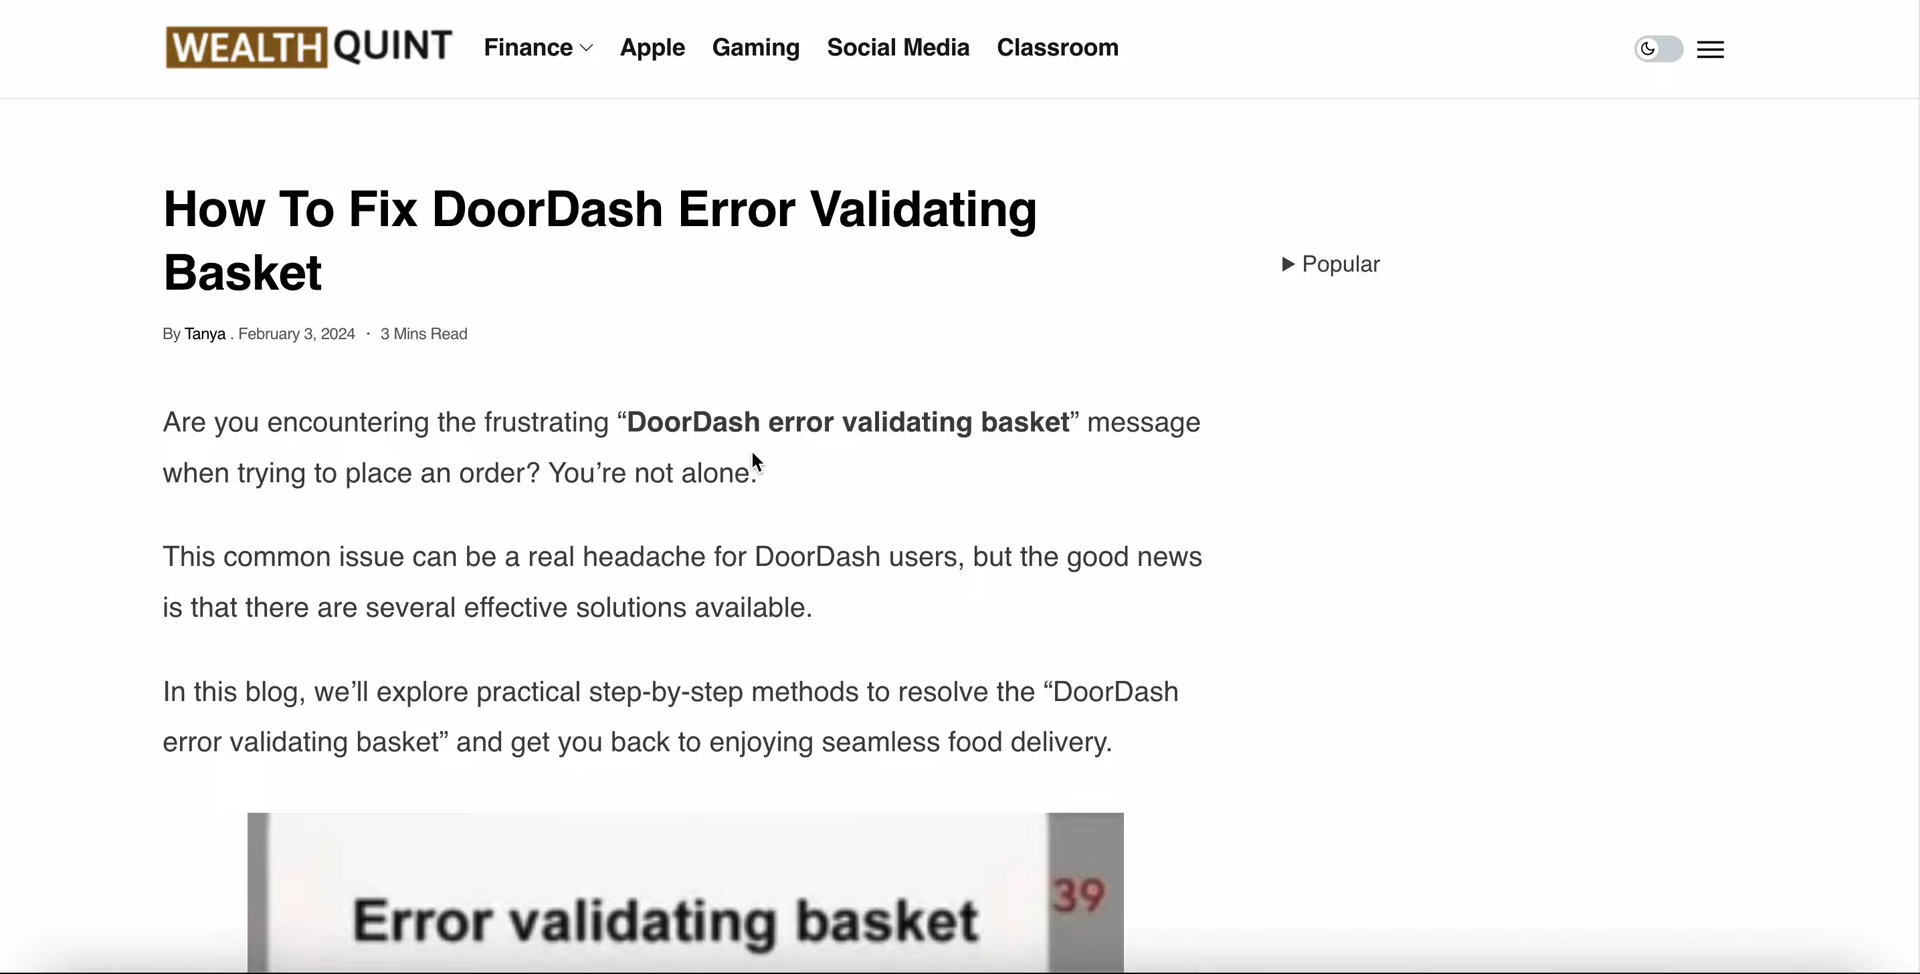 WEALTH QUINT Finance Apple Gaming Social Media Classroom
How To Fix DoorDash Error Validating
Basket
Popular
By Tanya . February 3, 2024 · 3 Mins Read
Are you encountering the frustrating “DoorDash error validating basket” message
when trying to place an order? You’re not alone.
This common issue can be a real headache for DoorDash users, but the good news
is that there are several effective solutions available.
In this blog, we’ll explore practical step-by-step methods to resolve the “DoorDash
error validating basket” and get you back to enjoying seamless food delivery.
39
Error validating basket